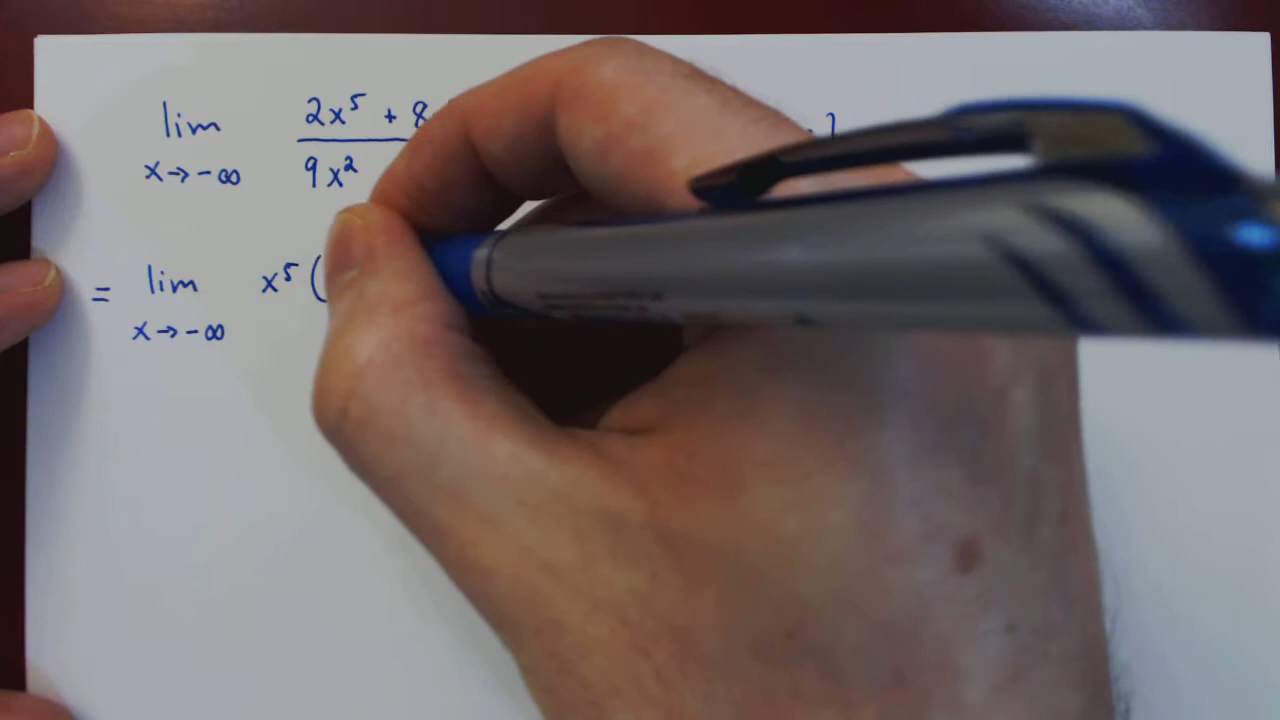 lim 2x⁵ + 8
x→-∞ 9x²
= lim x⁵ (
x→-∞